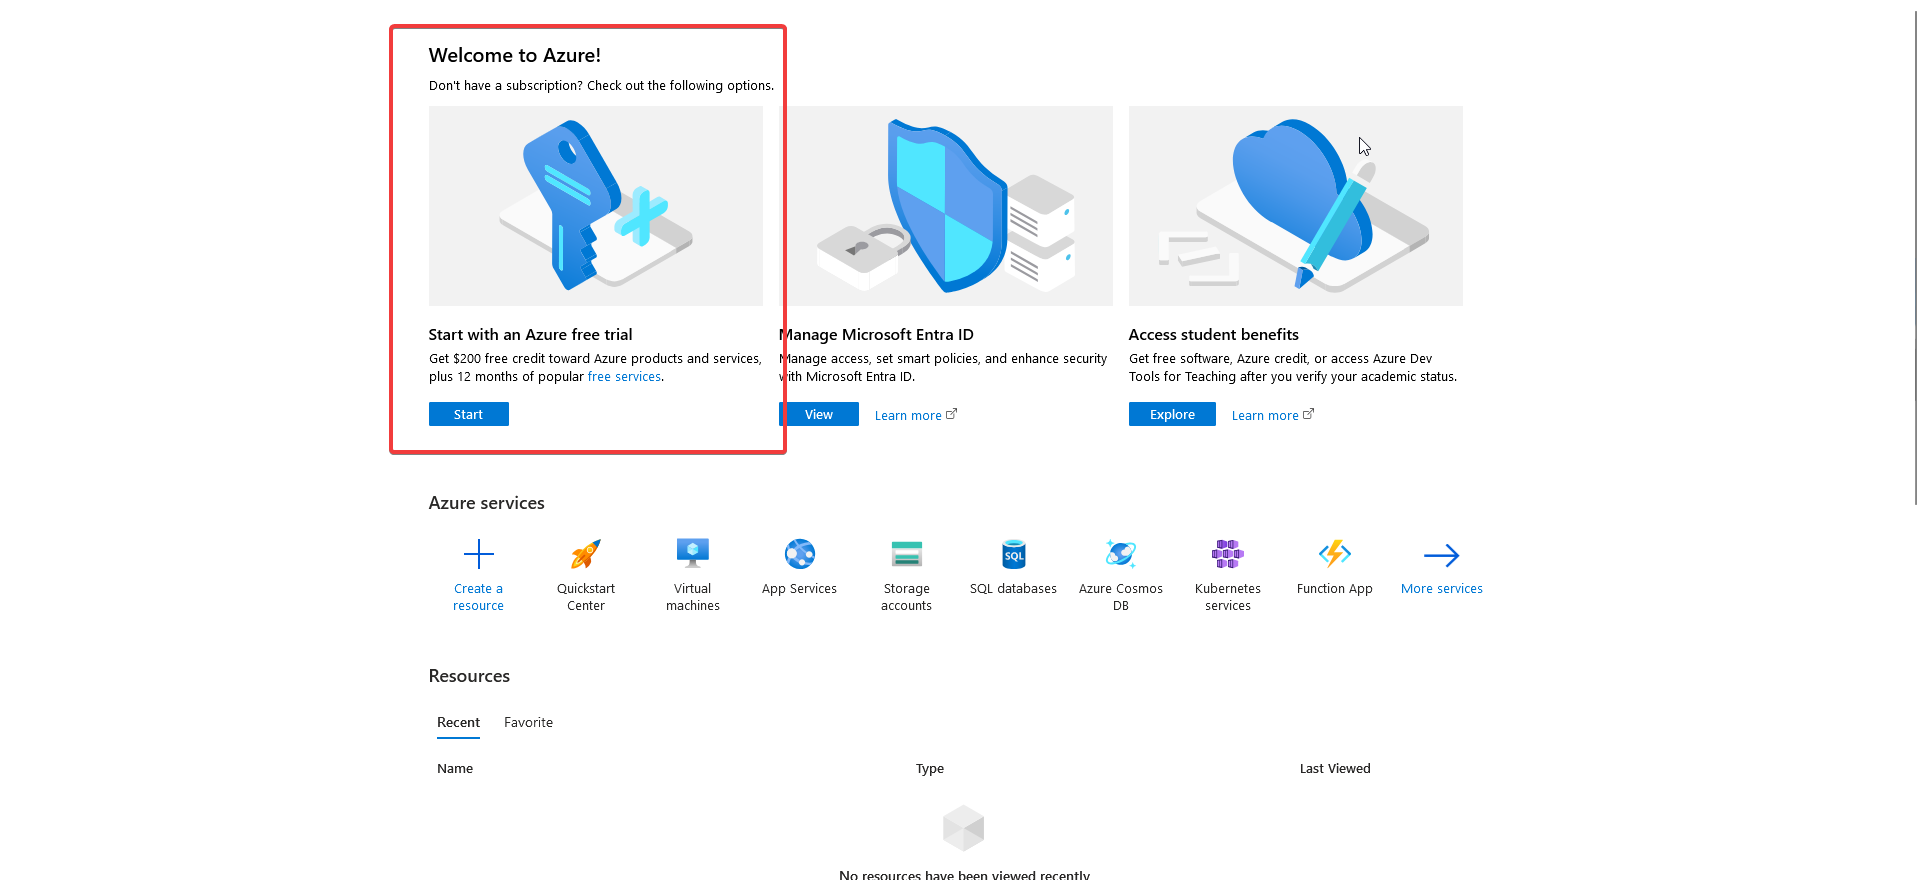 Welcome to Azure!
Don't have a subscription? Check out the following options.
Start with an Azure free trial
Get $200 free credit toward Azure products and services,
plus 12 months of popular free services.
Start
Manage Microsoft Entra ID
Manage access, set smart policies, and enhance security
with Microsoft Entra ID.
View
Learn more
Access student benefits
Get free software, Azure credit, or access Azure Dev
Tools for Teaching after you verify your academic status.
Explore
Learn more
Azure services
Create a
resource
Quickstart
Center
Virtual
machines
App Services
Storage
accounts
SQL
SQL databases
Azure Cosmos
DB
Kubernetes
services
Function App
More services
Resources
Recent
Favorite
Name
Type
Last Viewed
No resources have been viewed recently